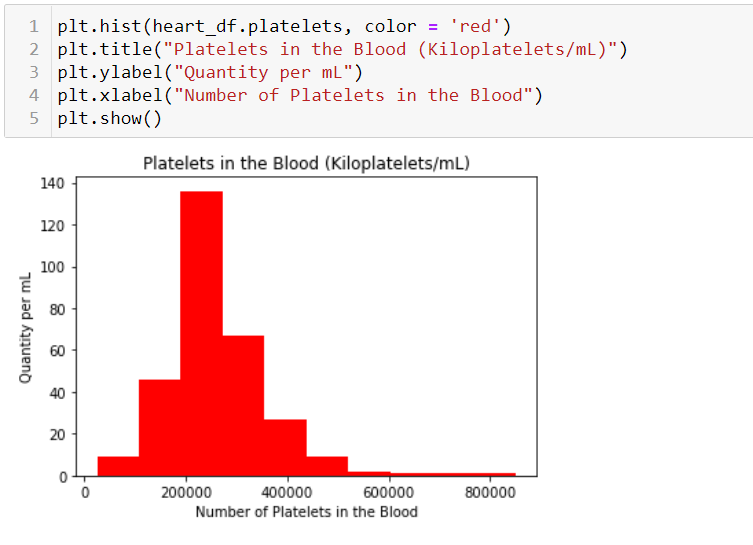 1 plt.hist(heart_df.platelets, color = 'red')
2 plt.title("Platelets in the Blood (Kiloplatelets/mL)")
3 plt.ylabel("Quantity per mL")
4 plt.xlabel("Number of Platelets in the Blood")
5 plt.show()
Platelets in the Blood (Kiloplatelets/mL)
Quantity per mL
140
120
100
80
60
40
20
0
0 200000 400000 600000 800000
Number of Platelets in the Blood